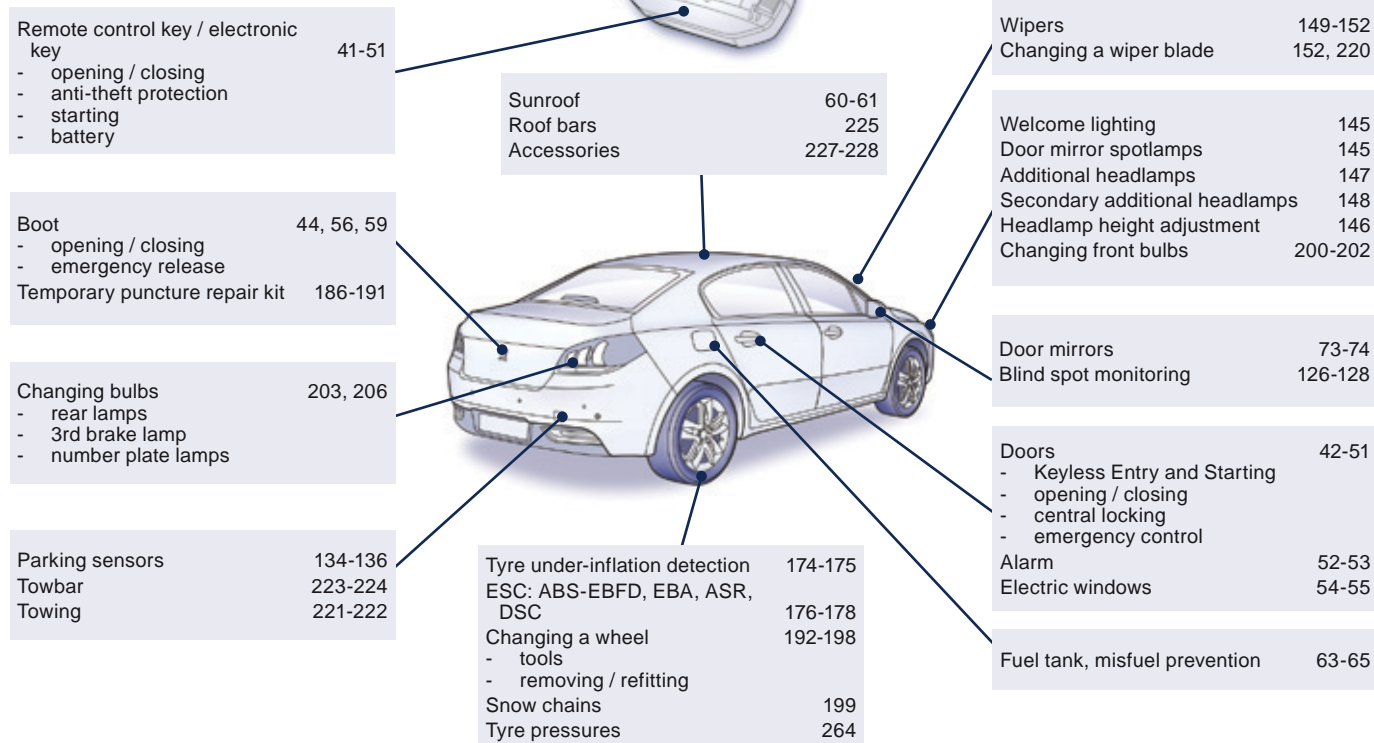 Remote control key / electronic
key 41-51
- opening / closing
- anti-theft protection
- starting
- battery
Boot 44, 56, 59
- opening / closing
- emergency release
Temporary puncture repair kit 186-191
Changing bulbs 203, 206
- rear lamps
- 3rd brake lamp
- number plate lamps
Parking sensors 134-136
Towbar 223-224
Towing 221-222
Sunroof 60-61
Roof bars 225
Accessories 227-228
Tyre under-inflation detection 174-175
ESC: ABS-EBFD, EBA, ASR,
DSC 176-178
Changing a wheel 192-198
- tools
- removing / refitting
Snow chains 199
Tyre pressures 264
Wipers 149-152
Changing a wiper blade 152, 220
Welcome lighting 145
Door mirror spotlamps 145
Additional headlamps 147
Secondary additional headlamps 148
Headlamp height adjustment 146
Changing front bulbs 200-202
Door mirrors 73-74
Blind spot monitoring 126-128
Doors 42-51
- Keyless Entry and Starting
- opening / closing
- central locking
- emergency control
Alarm 52-53
Electric windows 54-55
Fuel tank, misfuel prevention 63-65